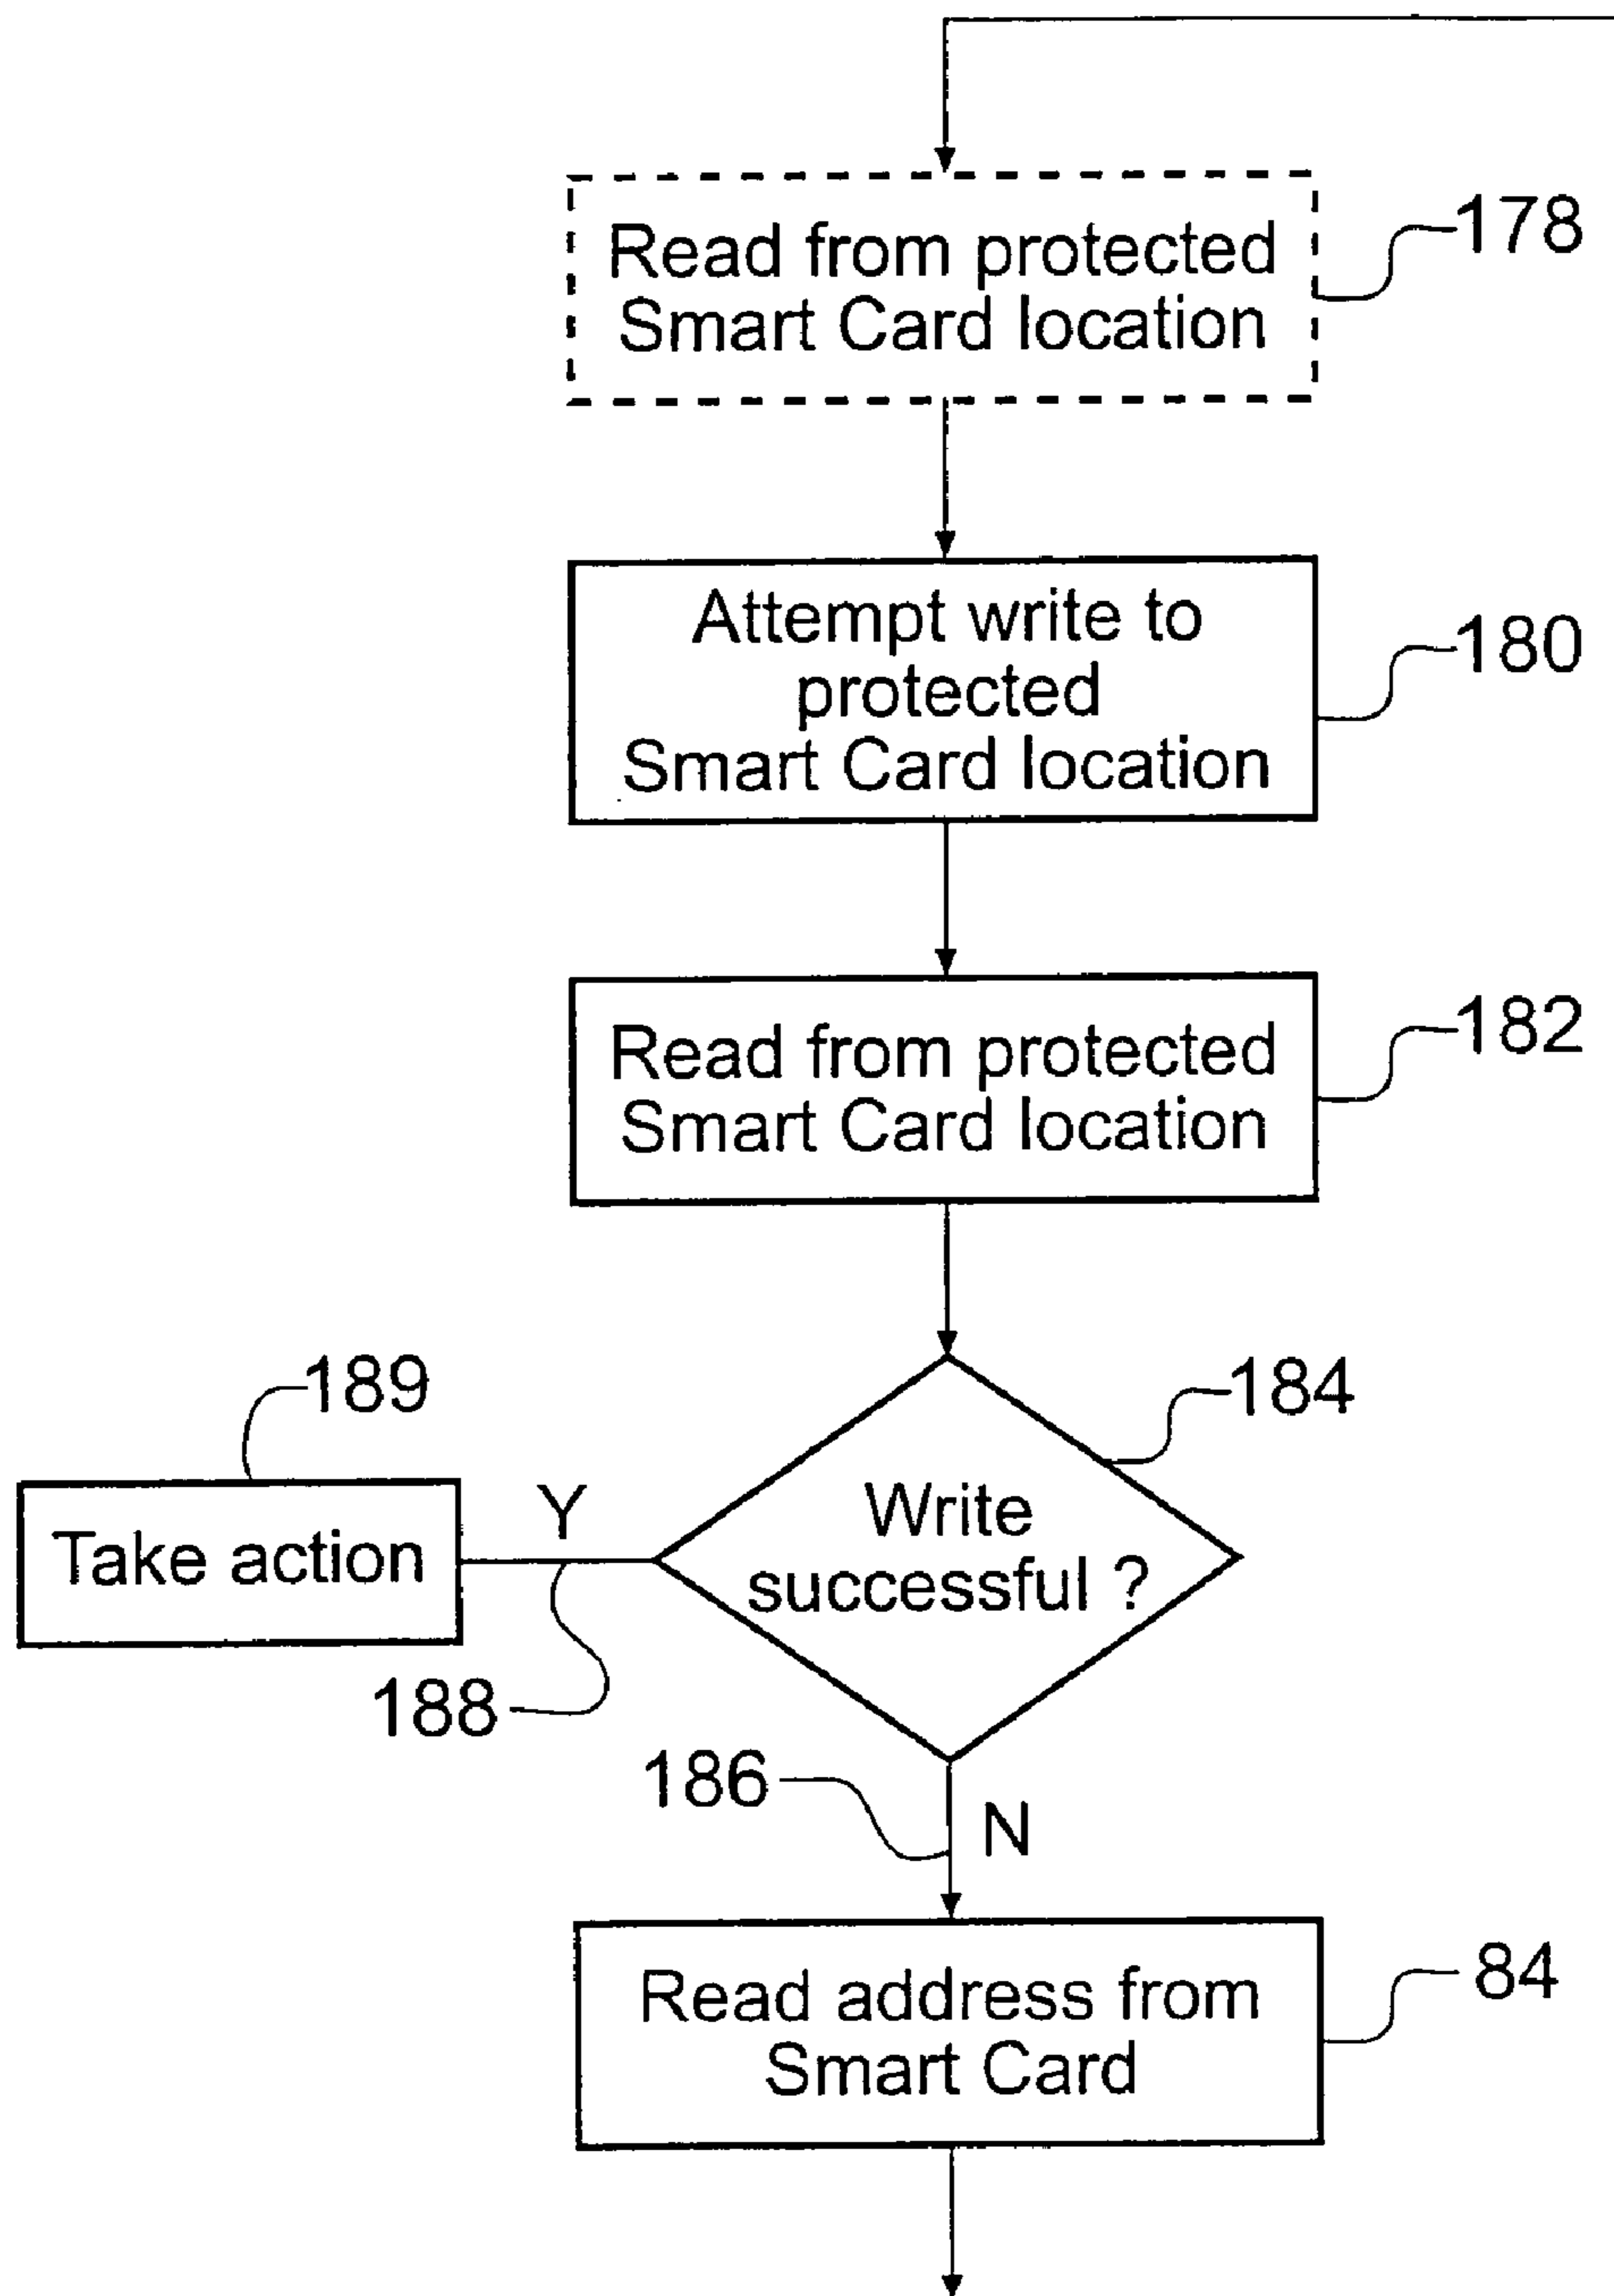 Read from protected
Smart Card location
178
Attempt write to
protected
Smart Card location
180
Read from protected
Smart Card location
182
189
184
Take action
Y
Write
successful ?
188
186
N
Read address from
Smart Card
84